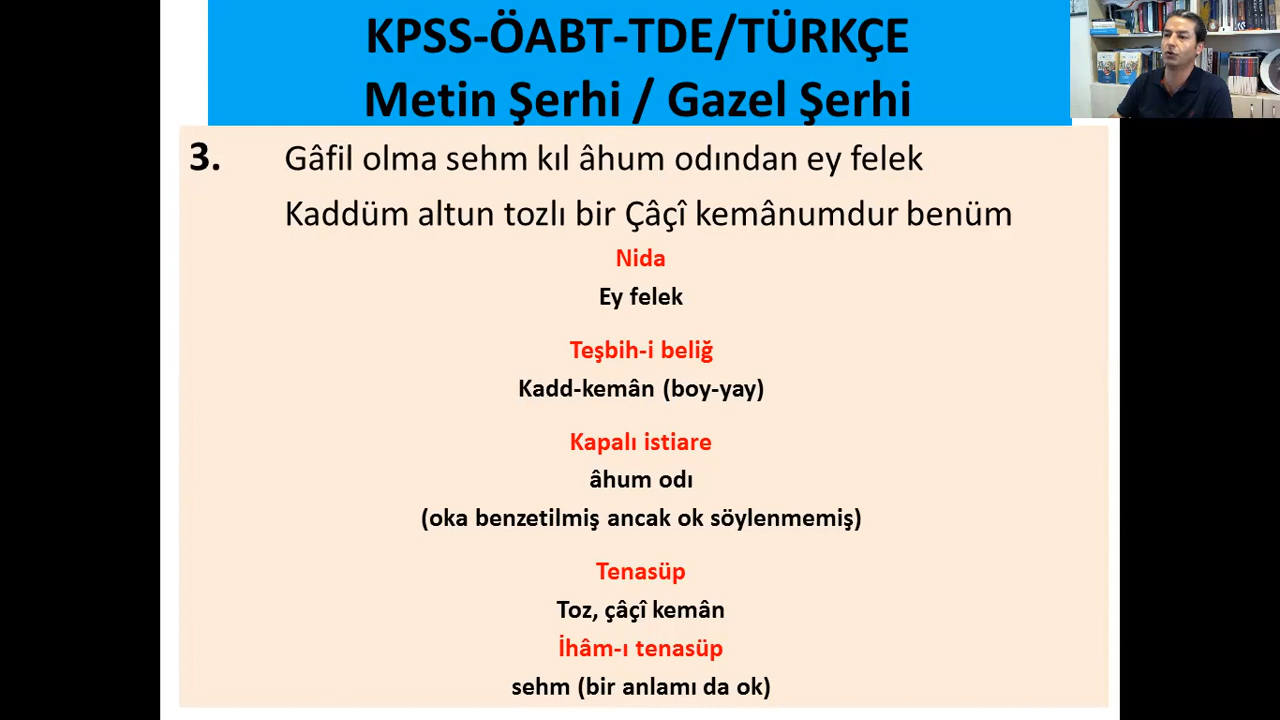 KPSS-ÖABT-TDE/TÜRKÇE
Metin Şerhi / Gazel Şerhi
3. Gâfil olma sehm kıl âhum odından ey felek
Kaddüm altun tozlı bir Çâçî kemânumdur benüm
Nida
Ey felek
Teşbih-i beliğ
Kadd-kemân (boy-yay)
Kapalı istiare
âhum odı
(oka benzetilmiş ancak ok söylenmemiş)
Tenasüp
Toz, çâçî kemân
İhâm-ı tenasüp
sehm (bir anlamı da ok)